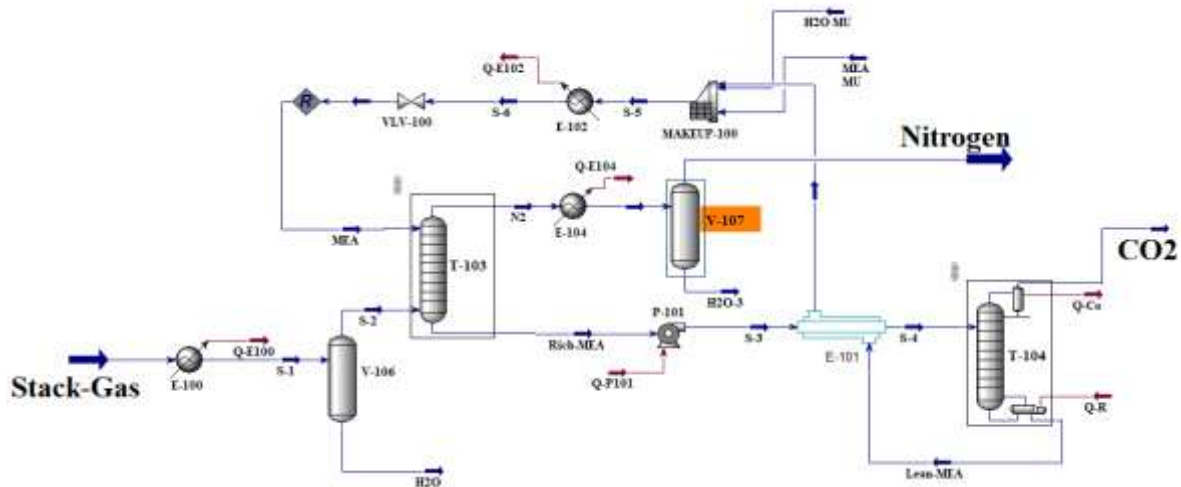 H2O MU
Q-E102
MEA
MU
R
VLV-100
S-6
E-102
S-5
MAKEUP-100
Nitrogen
Q-E104
N2
E-104
V-107
MEA
T-103
CO2
H2O-3
Q-Co
S-2
P-101
Rich-MEA
S-3
E-101
S-4
T-104
Q-E100
Stack-Gas
E-100
S-1
V-106
Q-P101
Q-R
Lean-MEA
H2O